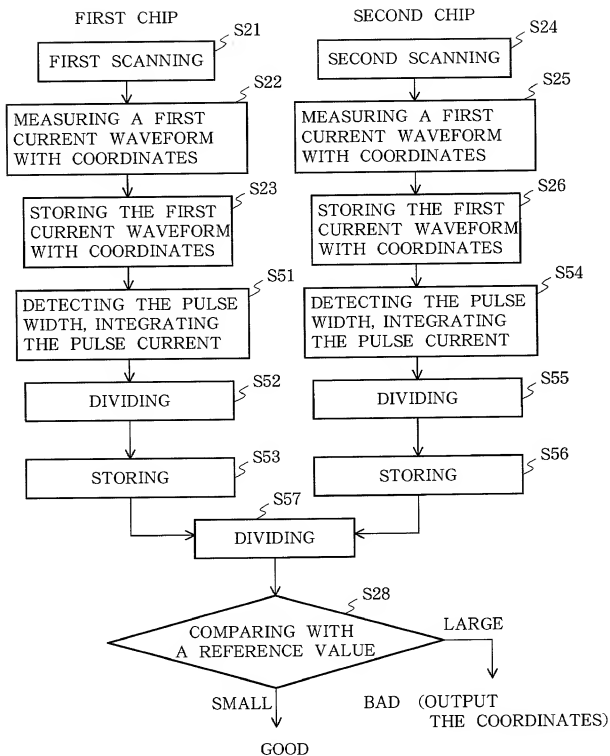 FIRST CHIP
S21
FIRST SCANNING
S22
MEASURING A FIRST
CURRENT WAVEFORM
WITH COORDINATES
S23
STORING THE FIRST
CURRENT WAVEFORM
WITH COORDINATES
S51
DETECTING THE PULSE
WIDTH, INTEGRATING
THE PULSE CURRENT
S52
DIVIDING
S53
STORING
SECOND CHIP
S24
SECOND SCANNING
S25
MEASURING A FIRST
CURRENT WAVEFORM
WITH COORDINATES
S26
STORING THE FIRST
CURRENT WAVEFORM
WITH COORDINATES
S54
DETECTING THE PULSE
WIDTH, INTEGRATING
THE PULSE CURRENT
S55
DIVIDING
S56
STORING
S57
DIVIDING
S28
COMPARING WITH
A REFERENCE VALUE
LARGE
SMALL
BAD (OUTPUT
THE COORDINATES)
GOOD